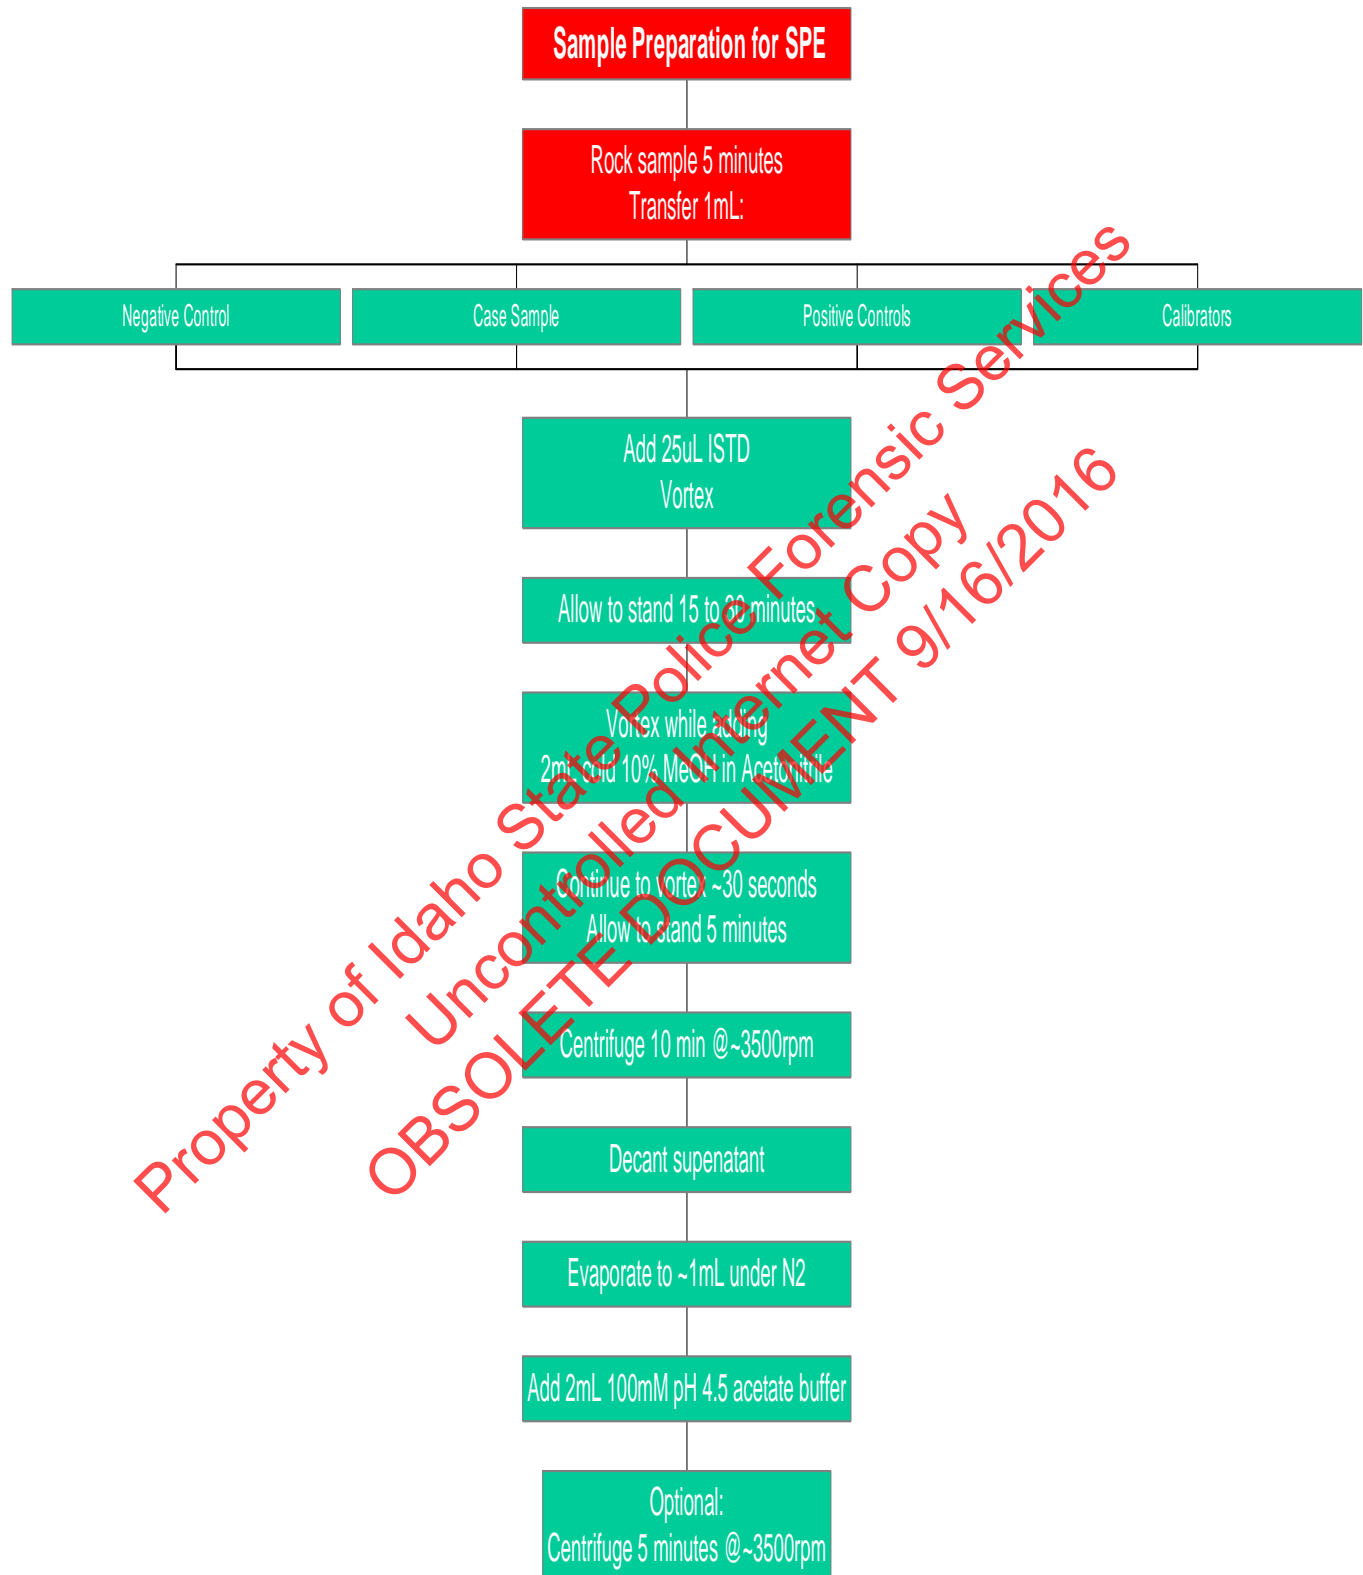 Sample Preparation for SPE
Rock sample 5 minutes
Transfer 1mL:
Negative Control
Case Sample
Positive Controls
Calibrators
Add 25uL ISTD
Vortex
Allow to stand 15 to 30 minutes
Vortex while adding
2mL cold 10% MeOH in Acetonitrile
Continue to vortex ~30 seconds
Allow to stand 5 minutes
Centrifuge 10 min @~3500rpm
Decant supenatant
Evaporate to ~1mL under N2
Add 2mL 100mM pH 4.5 acetate buffer
Optional:
Centrifuge 5 minutes @~3500rpm
Property of Idaho State Police Forensic Services
Uncontrolled Internet Copy
OBSOLETE DOCUMENT 9/16/2016